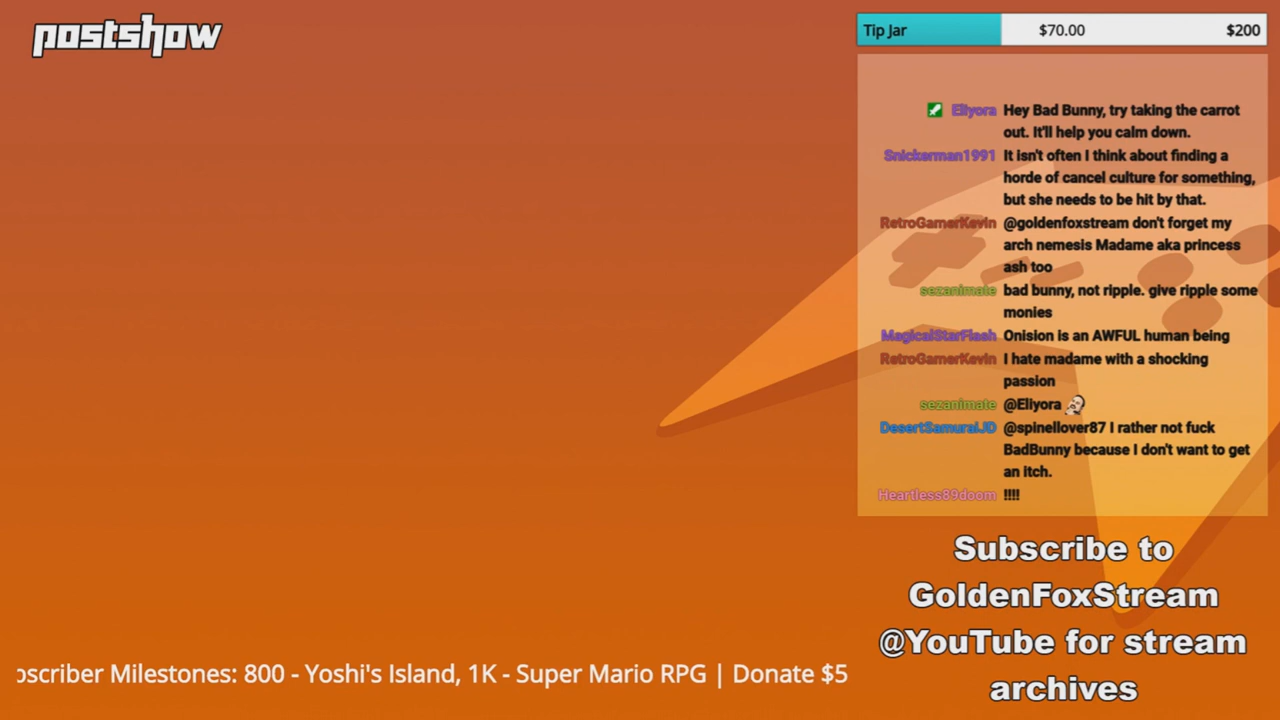 postshow
Tip Jar $70.00 $200
Eliyora Hey Bad Bunny, try taking the carrot
out. It'll help you calm down.
Snickerman1991 It isn't often I think about finding a
horde of cancel culture for something,
but she needs to be hit by that.
RetroGamerKevin @goldenfoxstream don't forget my
arch nemesis Madame aka princess
ash too
sezanimate bad bunny, not ripple. give ripple some
monies
MagicalStarFlash Onision is an AWFUL human being
RetroGamerKevin I hate madame with a shocking
passion
sezanimate @Eliyora
DesertSamuraiJD @spinellover87 I rather not fuck
BadBunny because I don't want to get
an itch.
Heartless89doom !!!!
Subscribe to
GoldenFoxStream
@YouTube for stream
archives
oscriber Milestones: 800 - Yoshi's Island, 1K - Super Mario RPG | Donate $5